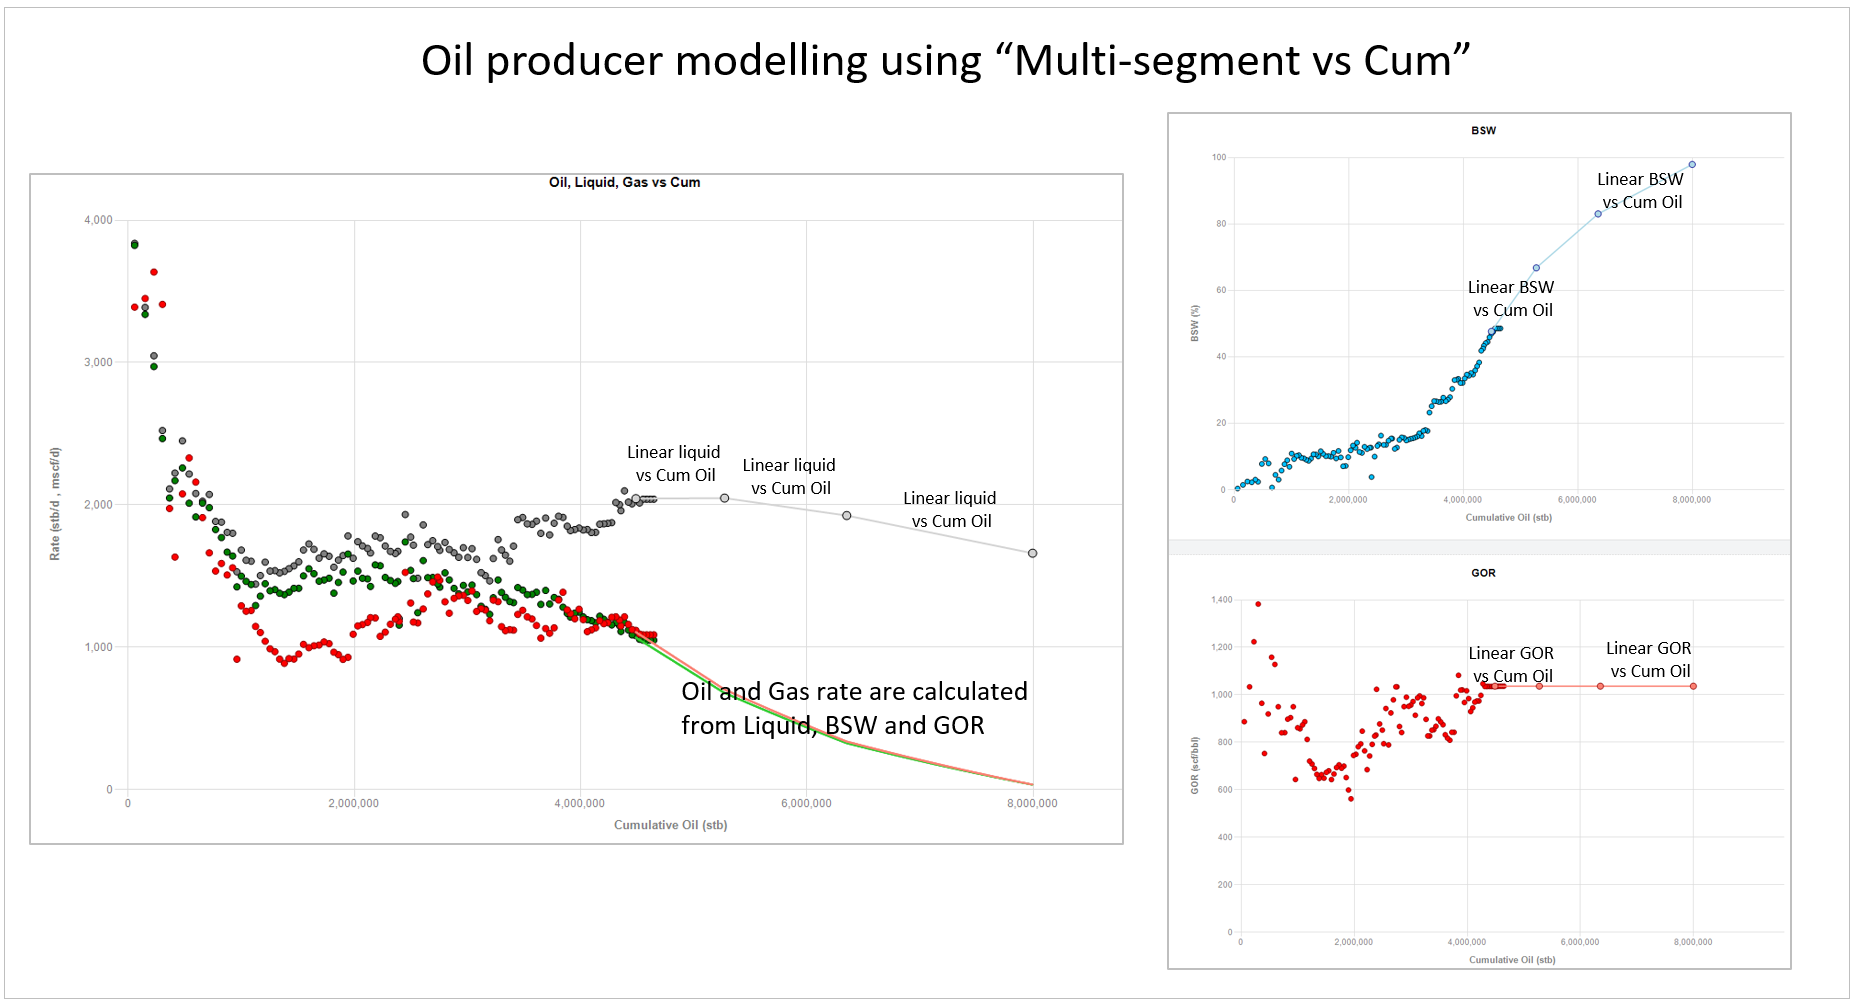 Oil producer modelling using “Multi-segment vs Cum”
Oil, Liquid, Gas vs Cum
4,000
3,000
2,000
1,000
0
Rate (stb/d , mscf/d)
0
2,000,000
4,000,000
6,000,000
8,000,000
Cumulative Oil (stb)
Linear liquid
vs Cum Oil
Linear liquid
vs Cum Oil
Linear liquid
vs Cum Oil
Oil and Gas rate are calculated
from Liquid, BSW and GOR
BSW
100
80
60
40
20
0
BSW (%)
0
2,000,000
4,000,000
6,000,000
8,000,000
Cumulative Oil (stb)
Linear BSW
vs Cum Oil
Linear BSW
vs Cum Oil
GOR
1,400
1,200
1,000
800
600
400
200
0
GOR (scf/bbl)
0
2,000,000
4,000,000
6,000,000
8,000,000
Cumulative Oil (stb)
Linear GOR
vs Cum Oil
Linear GOR
vs Cum Oil